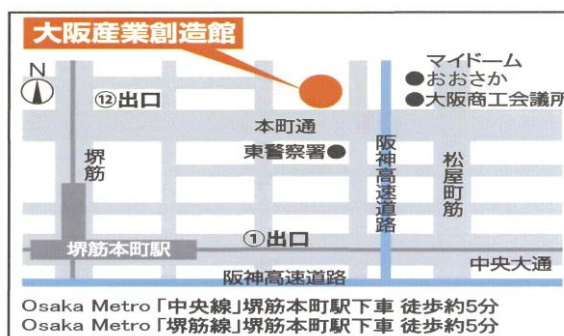 大阪産業創造館
N
⑫出口
マイドーム
おおさか
大阪商工会議所
本町通
東警察署
堺筋
阪神高速道路
松屋町筋
堺筋本町駅
①出口
中央大通
阪神高速道路
Osaka Metro「中央線」堺筋本町駅下車 徒歩約5分
Osaka Metro「堺筋線」堺筋本町駅下車 徒歩約5分